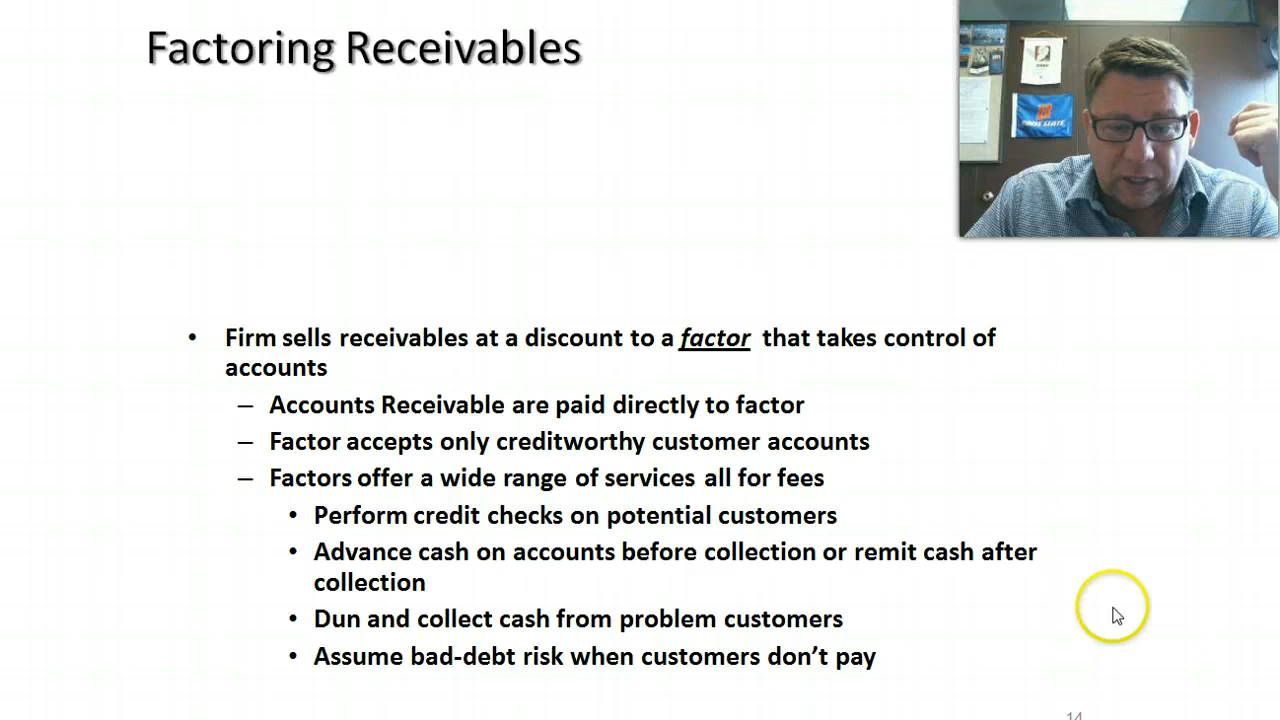 Factoring Receivables
• Firm sells receivables at a discount to a factor that takes control of
accounts
– Accounts Receivable are paid directly to factor
– Factor accepts only creditworthy customer accounts
– Factors offer a wide range of services all for fees
• Perform credit checks on potential customers
• Advance cash on accounts before collection or remit cash after
collection
• Dun and collect cash from problem customers
• Assume bad-debt risk when customers don’t pay
14